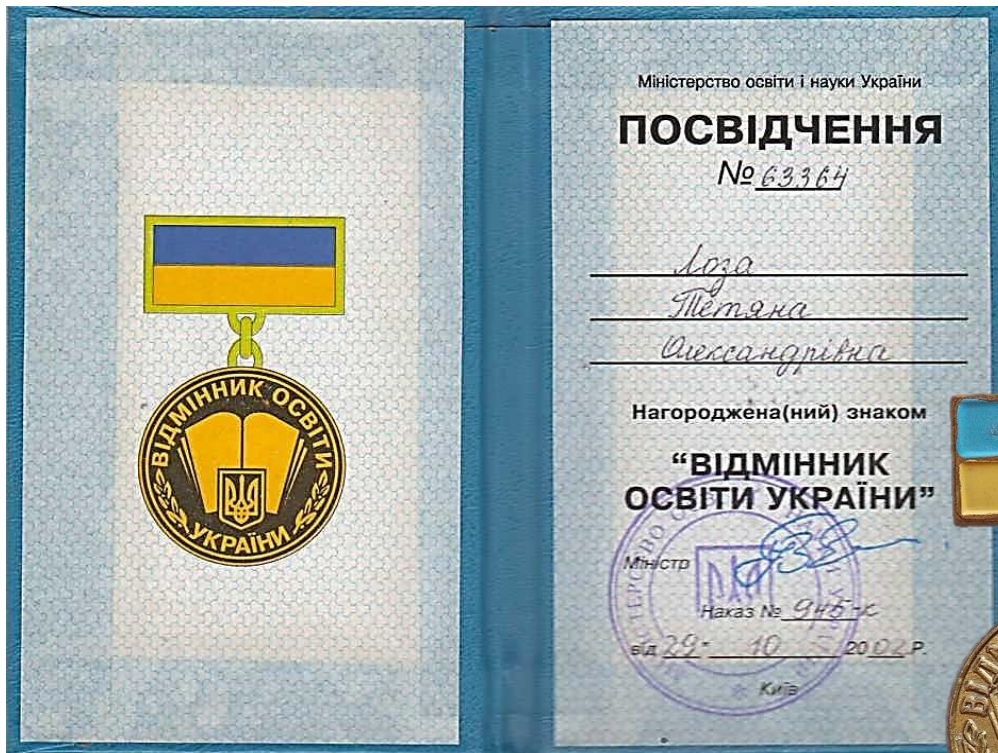 ВІДМІННИК ОСВІТИ
УКРАЇНИ
Міністерство освіти і науки України
ПОСВІДЧЕННЯ
№ 63364
Лоза
Тетяна
Олександрівна
Нагороджена(ний) знаком
“ВІДМІННИК
ОСВІТИ УКРАЇНИ”
Міністр
Наказ № 945-к
від 29 10 2002 Р.
Київ